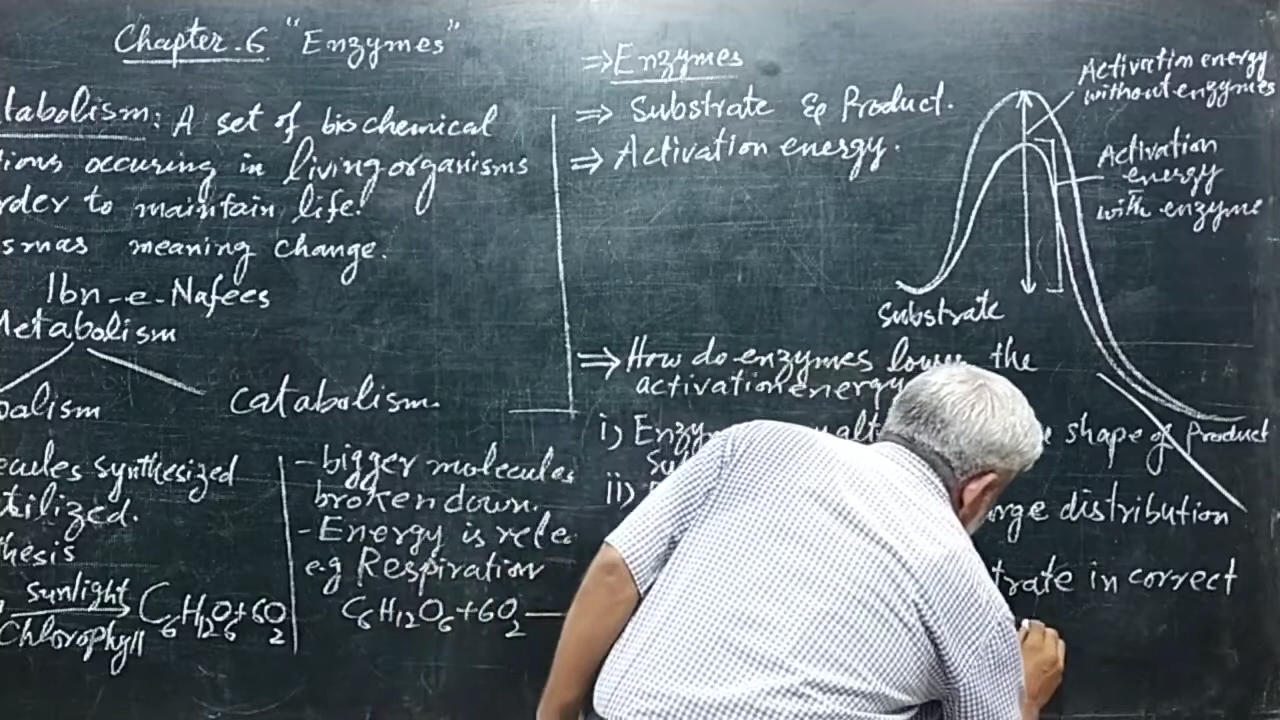 Chapter.6 "Enzymes"
tabolism: A set of biochemical
tions occuring in living organisms
rder to maintain life.
smas meaning change.
Ibn-e-Nafees
Metabolism
balism
Catabolism.
ecules synthesized
tilized.
hesis
sunlight
Chlorophyll
C6H12O6+6O2
- bigger molecules
broken down.
- Energy is rele
e.g Respiration
C6H12O6+6O2
⇒ Enzymes
⇒ Substrate & Product.
⇒ Activation energy.
Activation energy
without enzymes
Activation
energy
with enzyme
Substrate
Product
⇒ How do enzymes lower the
activation energy
i) Enzy alt shape of
Su
ii)
arge distribution
trate in correct